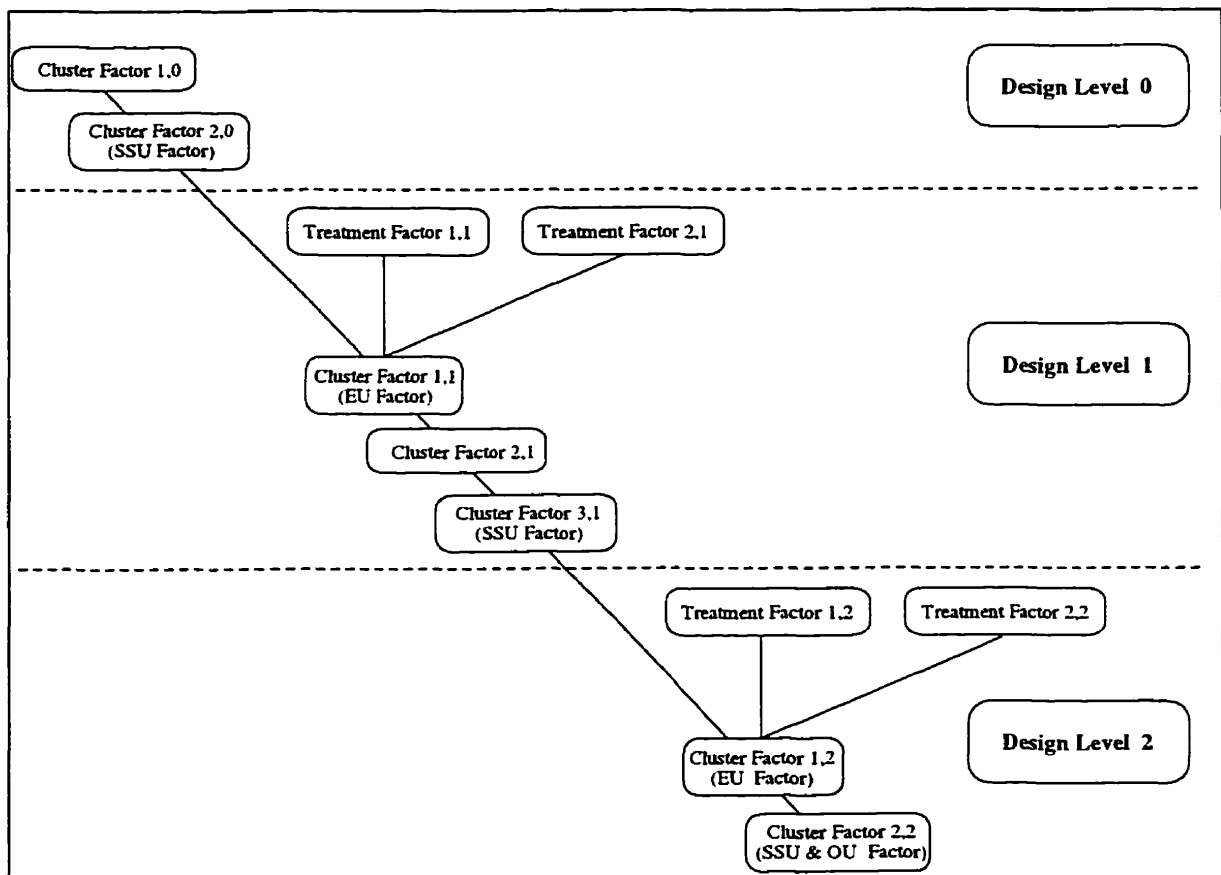 Cluster Factor 1,0
Design Level 0
Cluster Factor 2,0
(SSU Factor)
Treatment Factor 1,1
Treatment Factor 2,1
Design Level 1
Cluster Factor 1,1
(EU Factor)
Cluster Factor 2,1
Cluster Factor 3,1
(SSU Factor)
Treatment Factor 1,2
Treatment Factor 2,2
Design Level 2
Cluster Factor 1,2
(EU Factor)
Cluster Factor 2,2
(SSU & OU Factor)